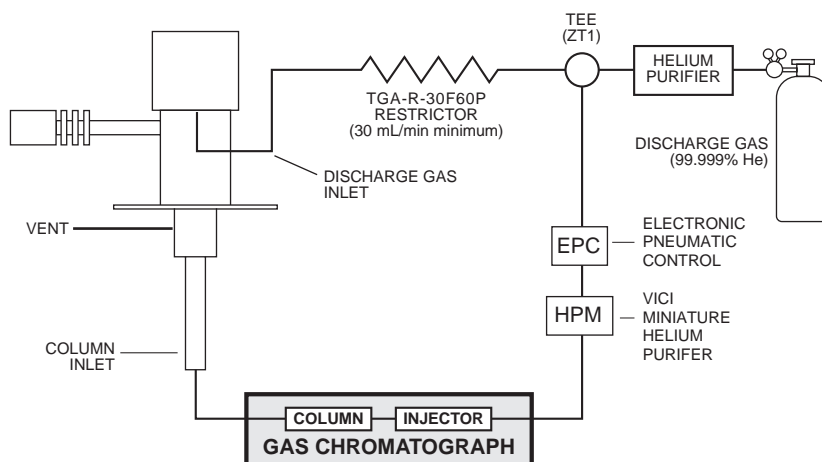 TEE
(ZT1)
HELIUM
PURIFIER
TGA-R-30F60P
RESTRICTOR
(30 mL/min minimum)
DISCHARGE GAS
(99.999% He)
DISCHARGE GAS
INLET
VENT
EPC
ELECTRONIC
PNEUMATIC
CONTROL
HPM
VICI
MINIATURE
HELIUM
PURIFER
COLUMN
INLET
COLUMN
INJECTOR
GAS CHROMATOGRAPH